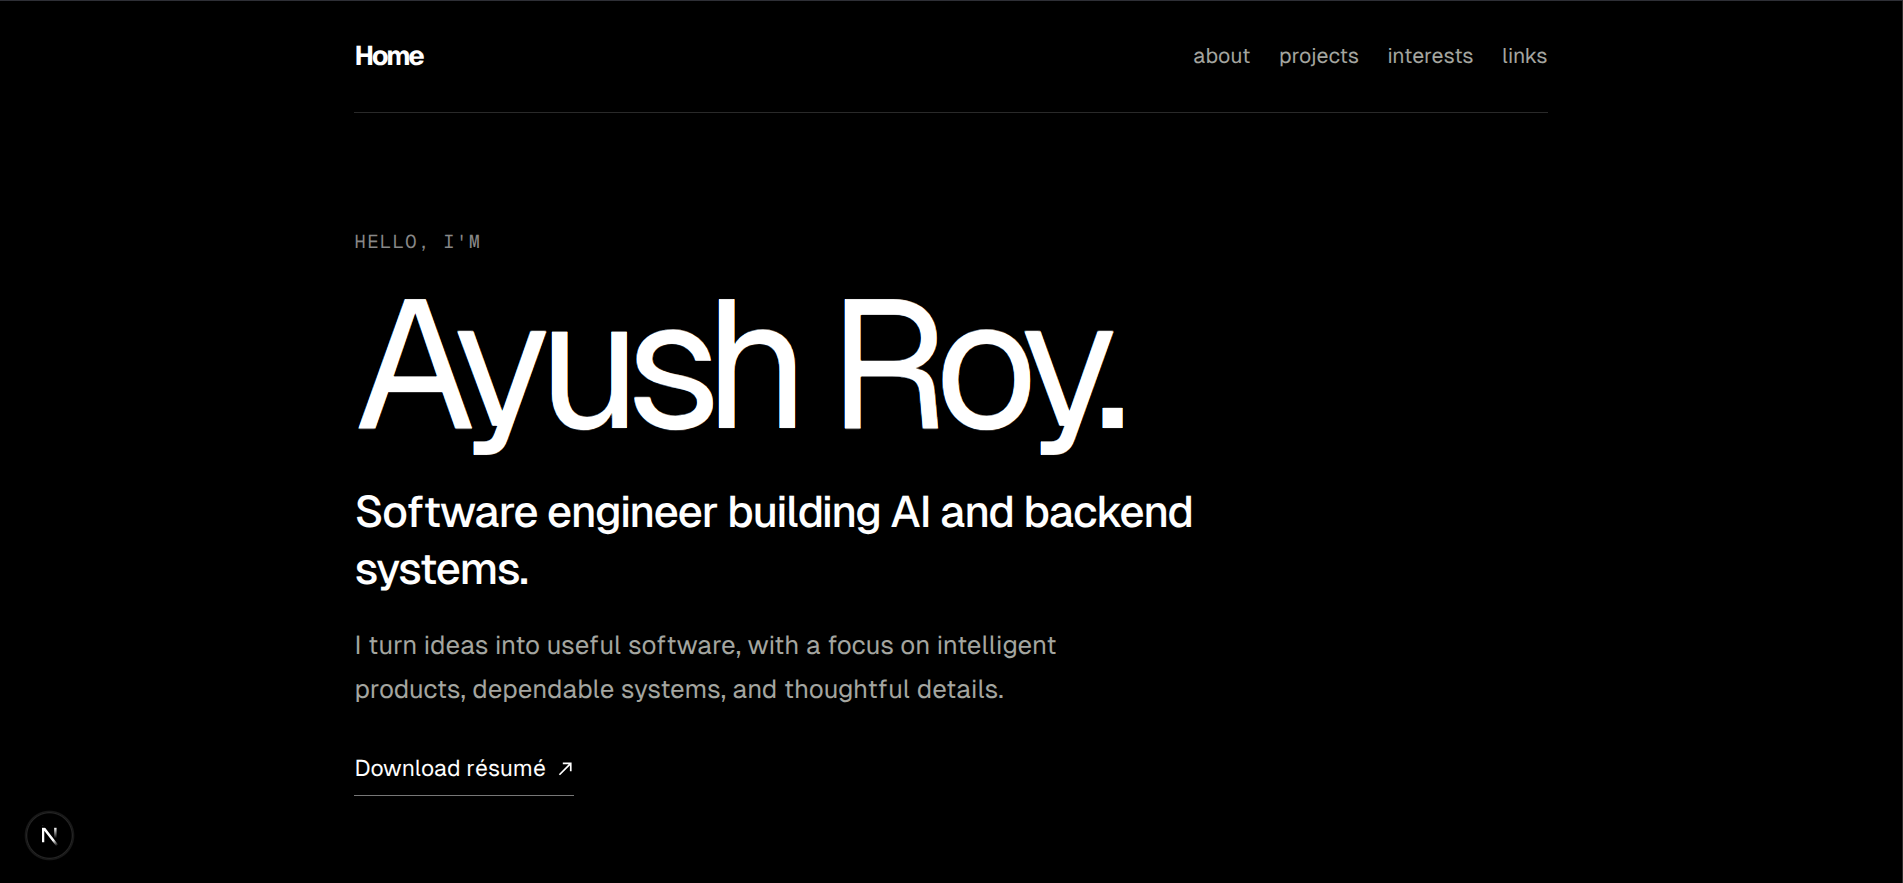 Home
about projects interests links
HELLO, I'M
Ayush Roy.
Software engineer building AI and backend
systems.
I turn ideas into useful software, with a focus on intelligent
products, dependable systems, and thoughtful details.
Download résumé ↗
N